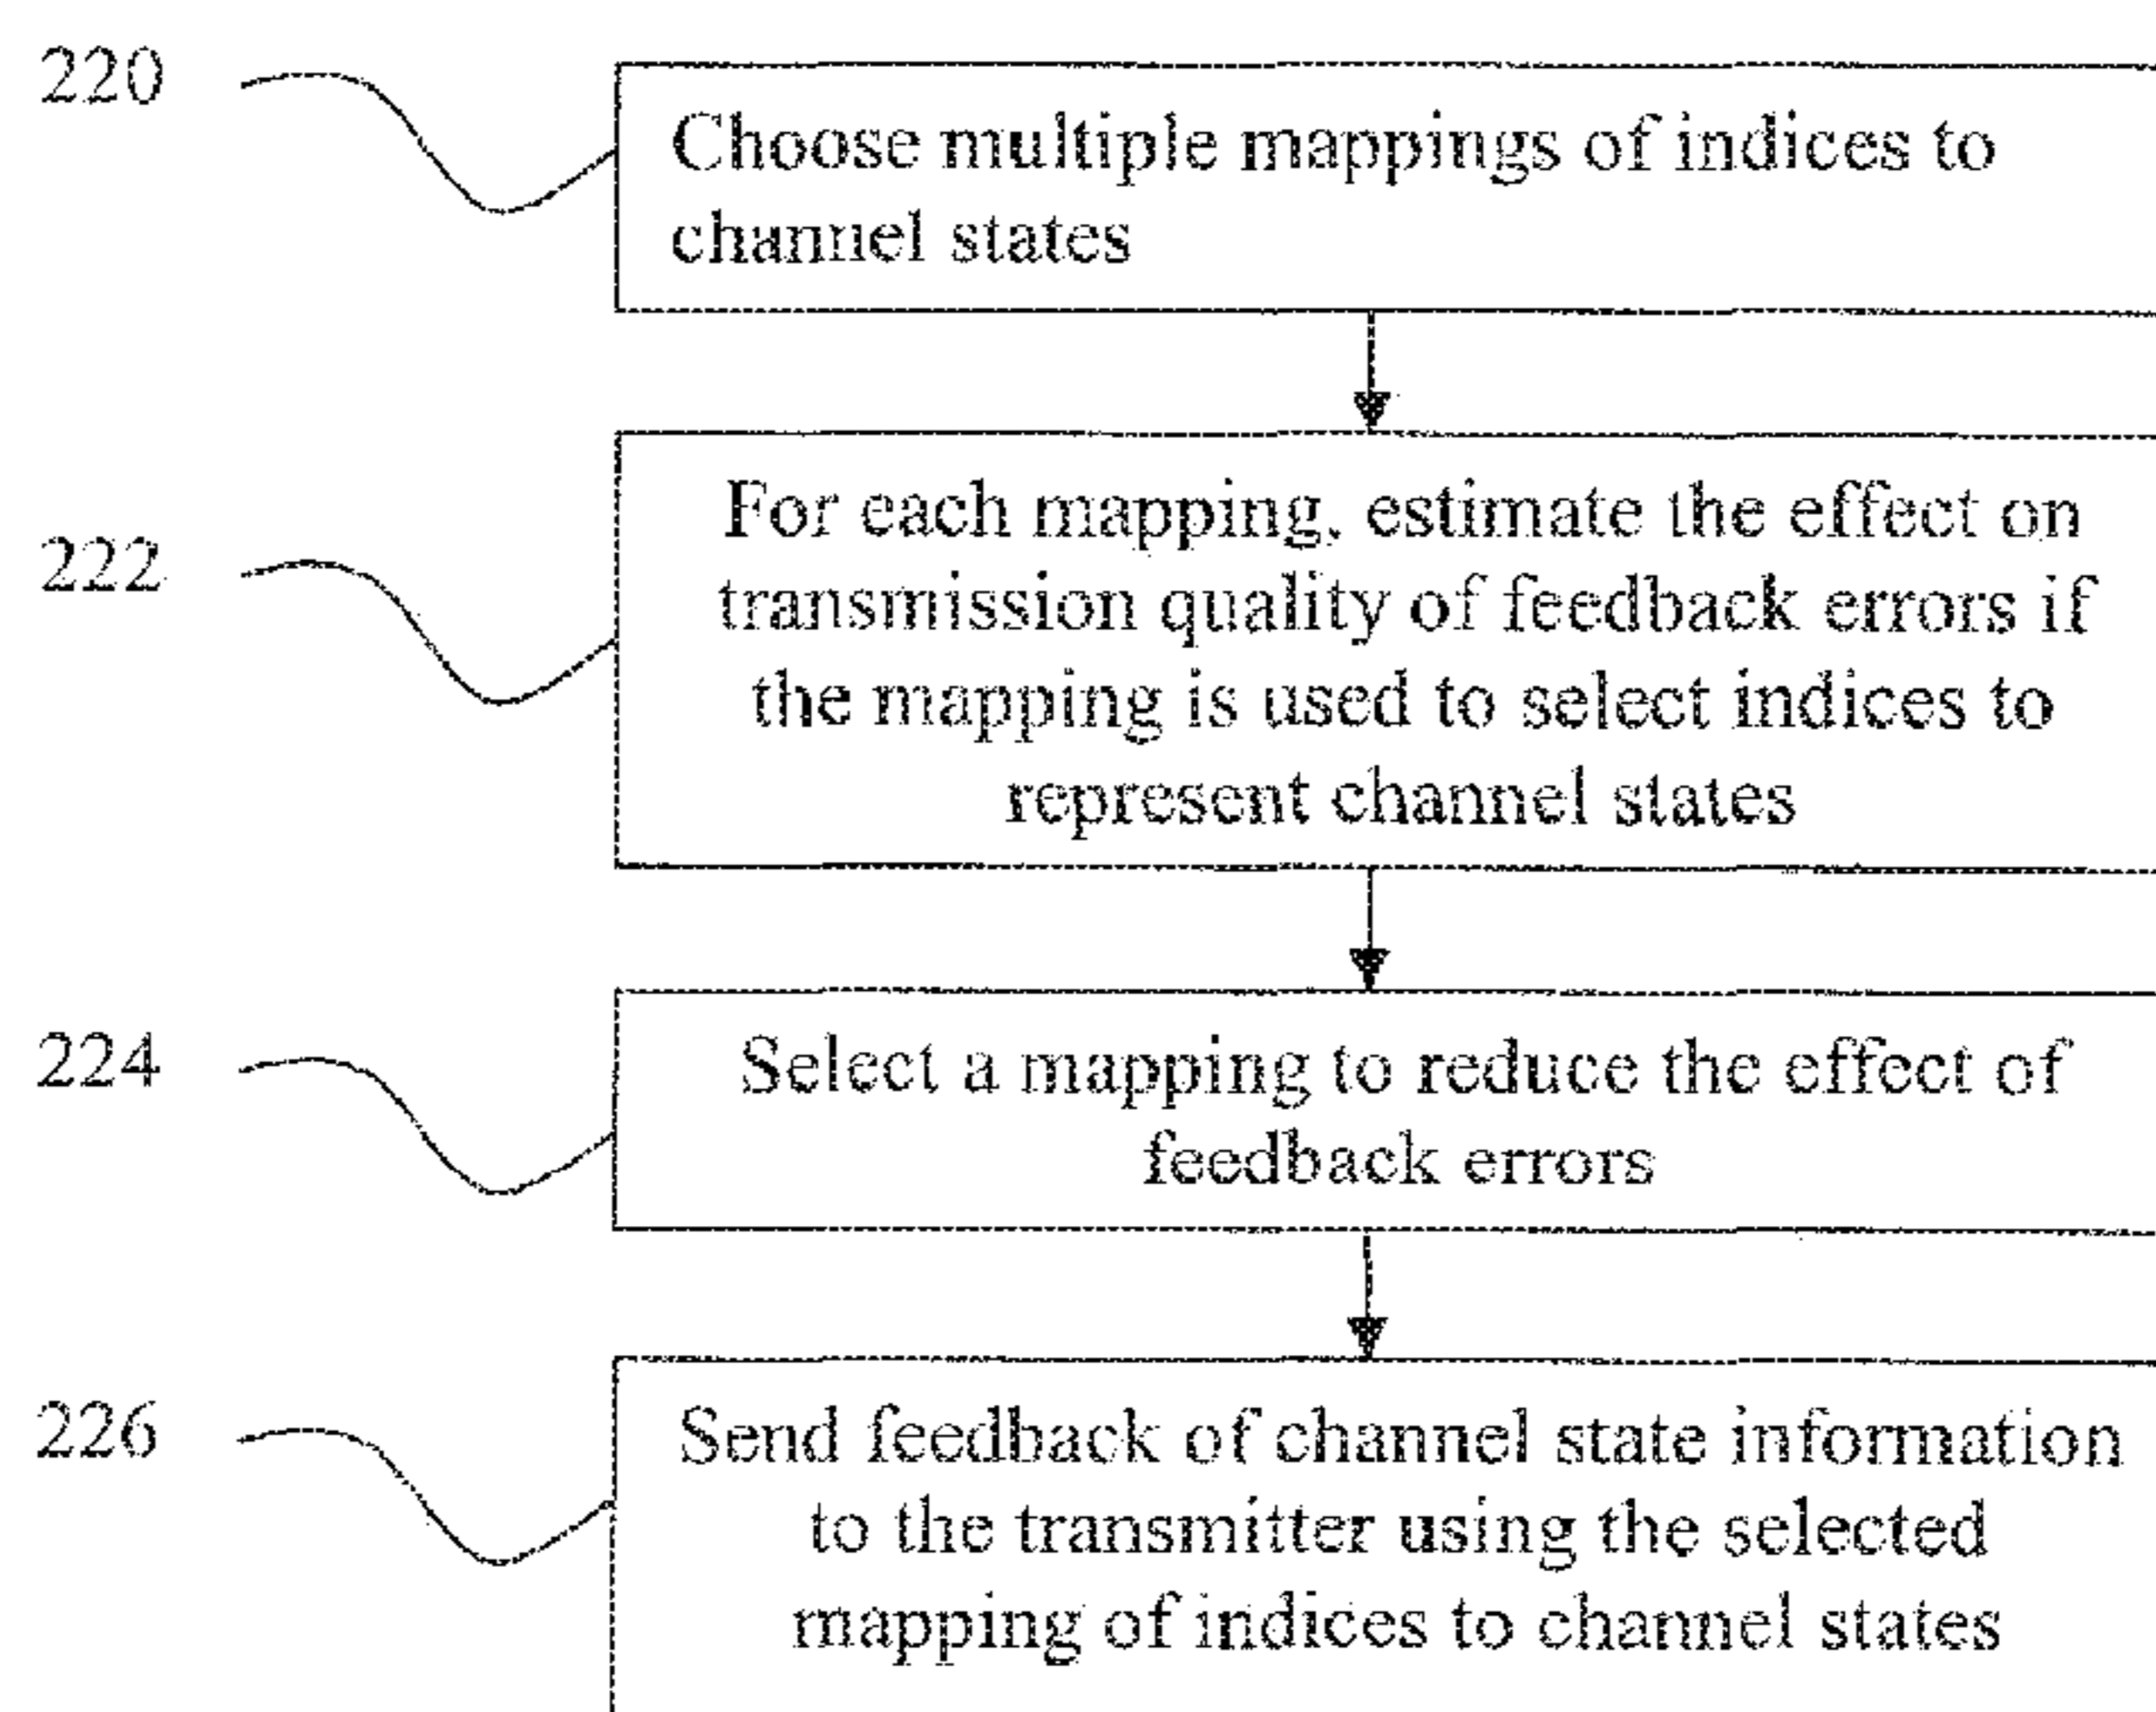 220
Choose multiple mappings of indices to
channel states
222
For each mapping, estimate the effect on
transmission quality of feedback errors if
the mapping is used to select indices to
represent channel states
224
Select a mapping to reduce the effect of
feedback errors
226
Send feedback of channel state information
to the transmitter using the selected
mapping of indices to channel states